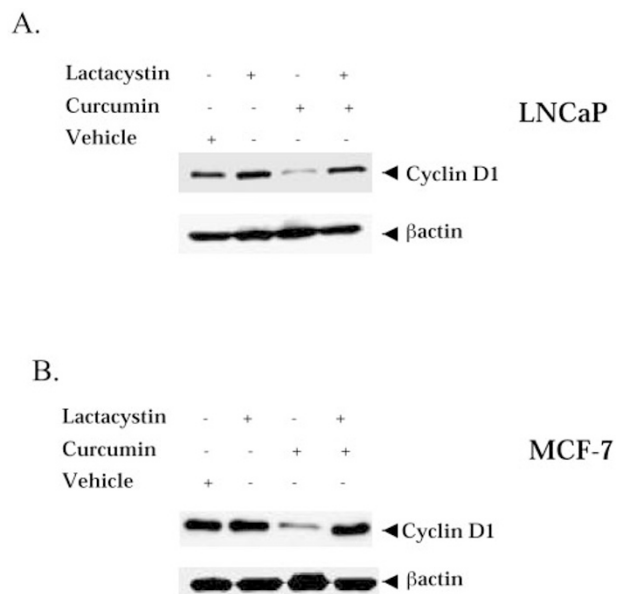 A.
Lactacystin - + - +
Curcumin - - + +
LNCaP
Vehicle + - - -
◄ Cyclin D1
◄ βactin
B.
Lactacystin - + - +
Curcumin - - + +
MCF-7
Vehicle + - - -
◄Cyclin D1
◄ βactin